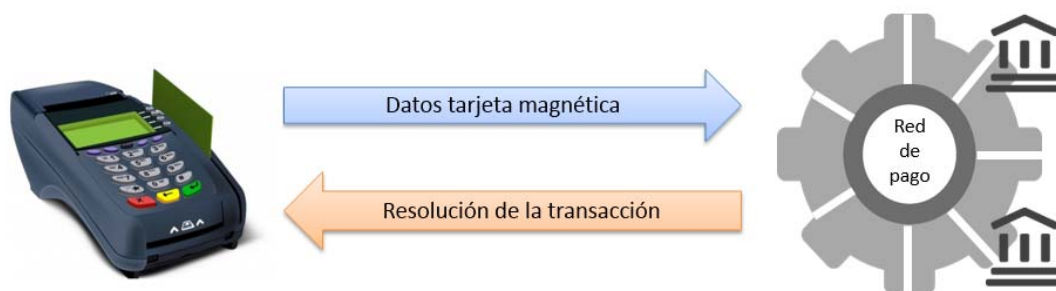 Datos tarjeta magnética
Resolución de la transacción
Red
de
pago